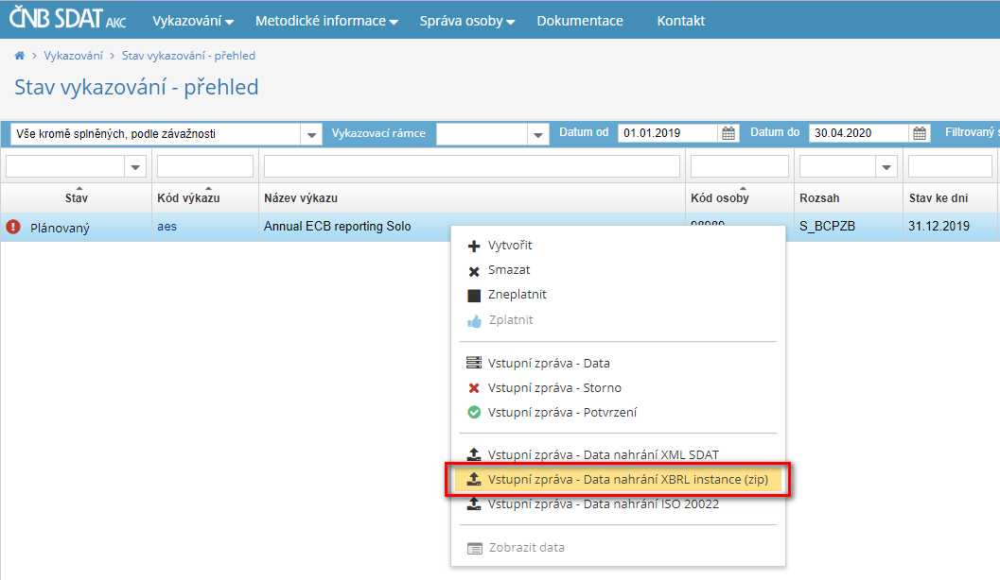 ČNB SDAT AKC Vykazování Metodické informace Správa osoby Dokumentace Kontakt
Vykazování Stav vykazování - přehled
Stav vykazování - přehled
Vše kromě splněných, podle závažnosti Vykazovací rámce Datum od 01.01.2019 Datum do 30.04.2020 Filtrovaný
Stav Kód výkazu Název výkazu Kód osoby Rozsah Stav ke dni
Plánovaný aes Annual ECB reporting Solo S_BCPZB 31.12.2019
Vytvořit
Smazat
Zneplatnit
Zplatnit
Vstupní zpráva - Data
Vstupní zpráva - Storno
Vstupní zpráva - Potvrzení
Vstupní zpráva - Data nahrání XML SDAT
Vstupní zpráva - Data nahrání XBRL instance (zip)
Vstupní zpráva - Data nahrání ISO 20022
Zobrazit data